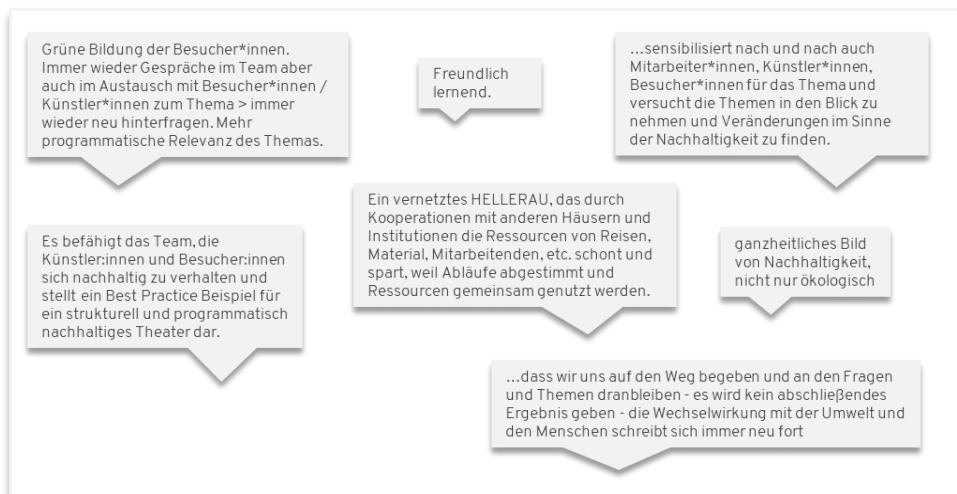 Grüne Bildung der Besucher*innen.
Immer wieder Gespräche im Team aber
auch im Austausch mit Besucher*innen /
Künstler*innen zum Thema > immer
wieder neu hinterfragen. Mehr
programmatische Relevanz des Themas.
Freundlich
lernend.
...sensibilisiert nach und nach auch
Mitarbeiter*innen, Künstler*innen,
Besucher*innen für das Thema und
versucht die Themen in den Blick zu
nehmen und Veränderungen im Sinne
der Nachhaltigkeit zu finden.
Es befähigt das Team, die
Künstler:innen und Besucher:innen
sich nachhaltig zu verhalten und
stellt ein Best Practice Beispiel für
ein strukturell und programmatisch
nachhaltiges Theater dar.
Ein vernetztes HELLERAU, das durch
Kooperationen mit anderen Häusern und
Institutionen die Ressourcen von Reisen,
Material, Mitarbeitenden, etc. schont und
spart, weil Abläufe abgestimmt und
Ressourcen gemeinsam genutzt werden.
ganzheitliches Bild
von Nachhaltigkeit,
nicht nur ökologisch
...dass wir uns auf den Weg begeben und an den Fragen
und Themen dranbleiben - es wird kein abschließendes
Ergebnis geben - die Wechselwirkung mit der Umwelt und
den Menschen schreibt sich immer neu fort